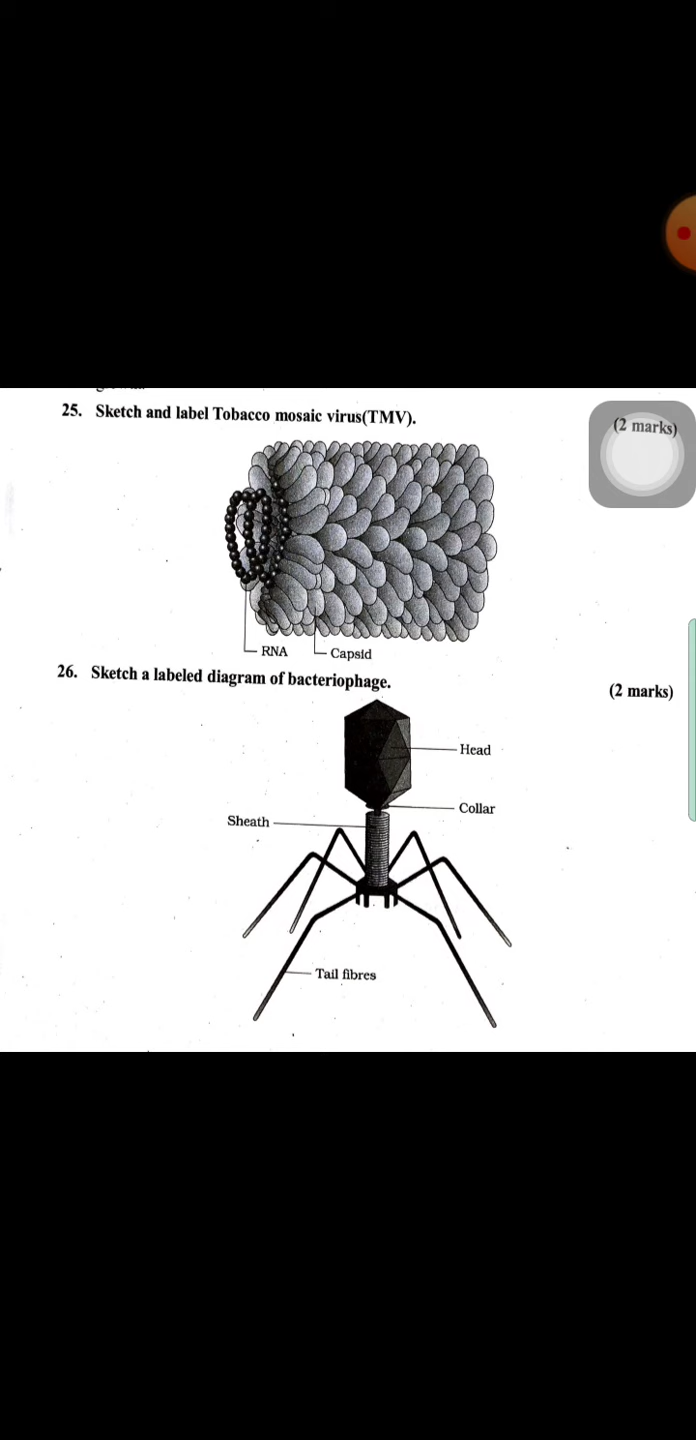 25. Sketch and label Tobacco mosaic virus(TMV).
(2 marks)
RNA
Capsid
26. Sketch a labeled diagram of bacteriophage.
(2 marks)
Head
Collar
Sheath
Tail fibres